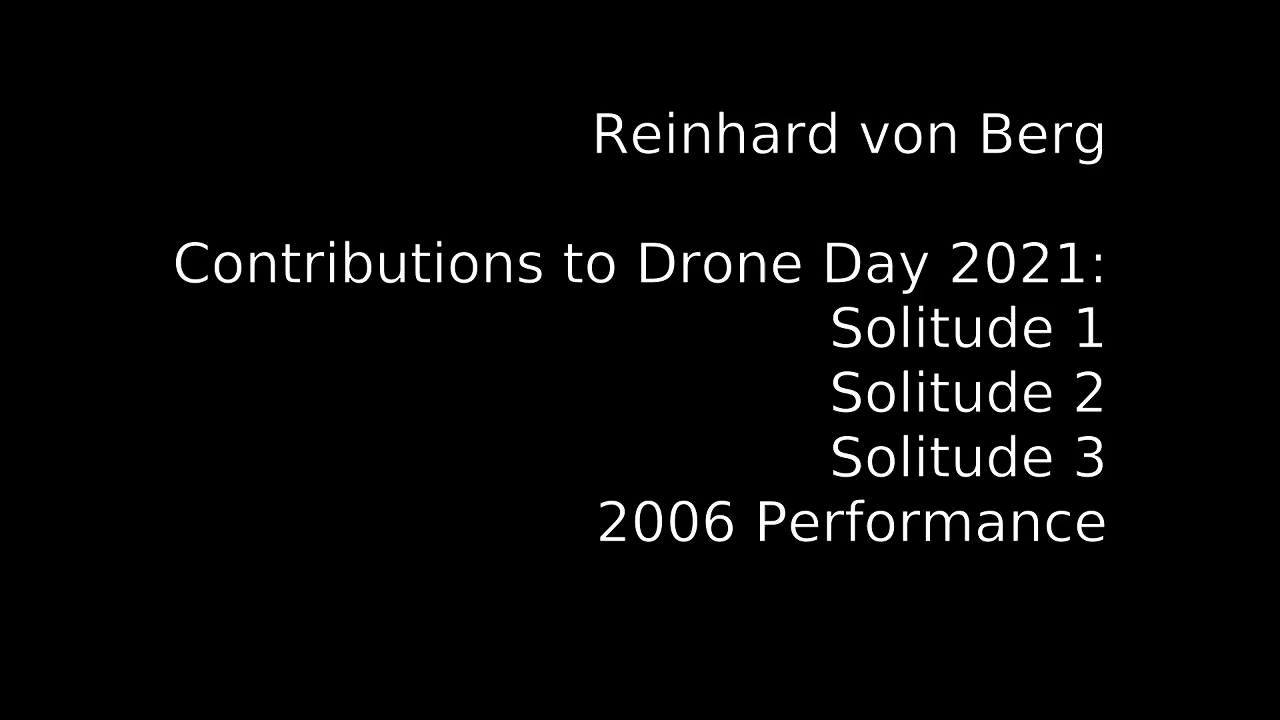 Reinhard von Berg
Contributions to Drone Day 2021:
Solitude 1
Solitude 2
Solitude 3
2006 Performance